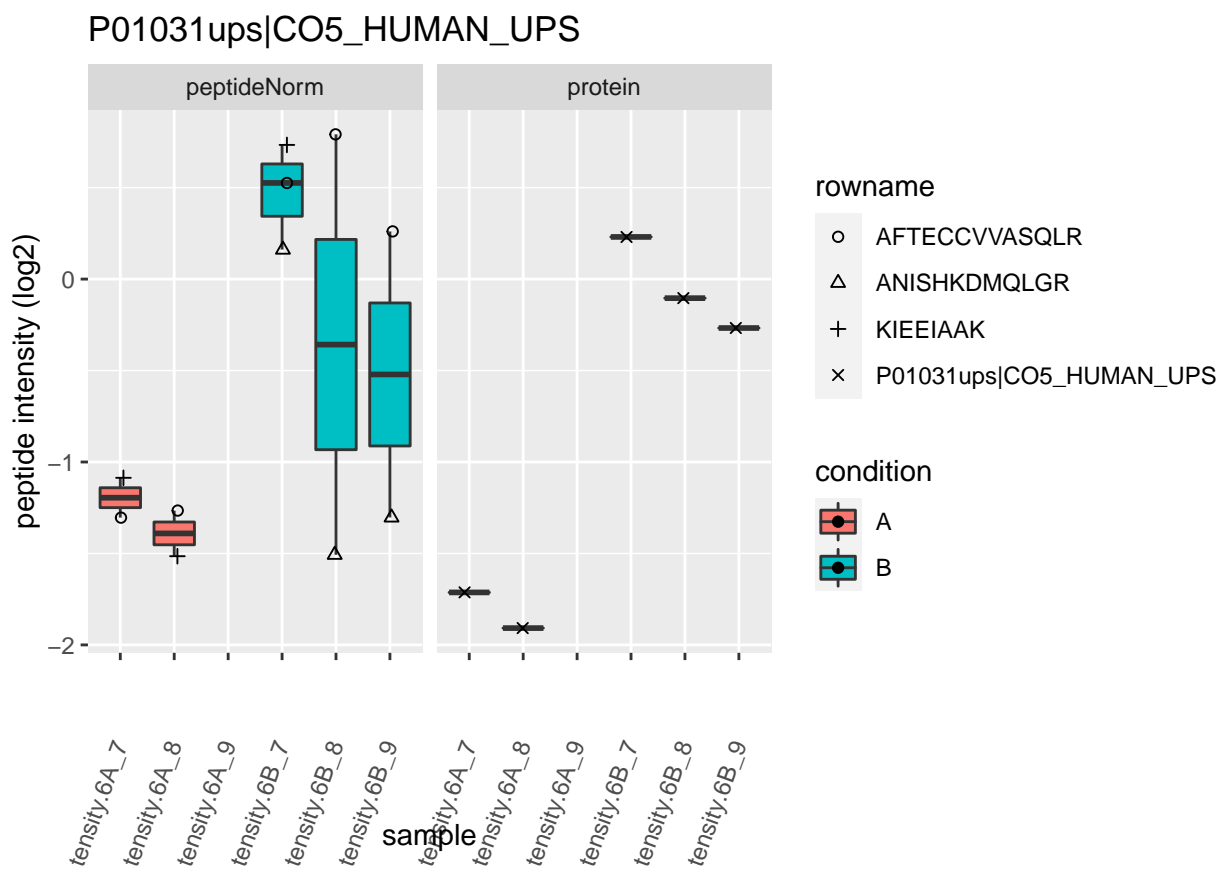 P01031ups|CO5_HUMAN_UPS
peptideNorm
protein
peptide intensity (log2)
0
−1
−2
tensity.6A_7
tensity.6A_8
tensity.6A_9
tensity.6B_7
tensity.6B_8
tensity.6B_9
tensity.6A_7
tensity.6A_8
tensity.6A_9
tensity.6B_7
tensity.6B_8
tensity.6B_9
sample
rowname
AFTECCVVASQLR
ANISHKDMQLGR
KIEEIAAK
P01031ups|CO5_HUMAN_UPS
condition
A
B